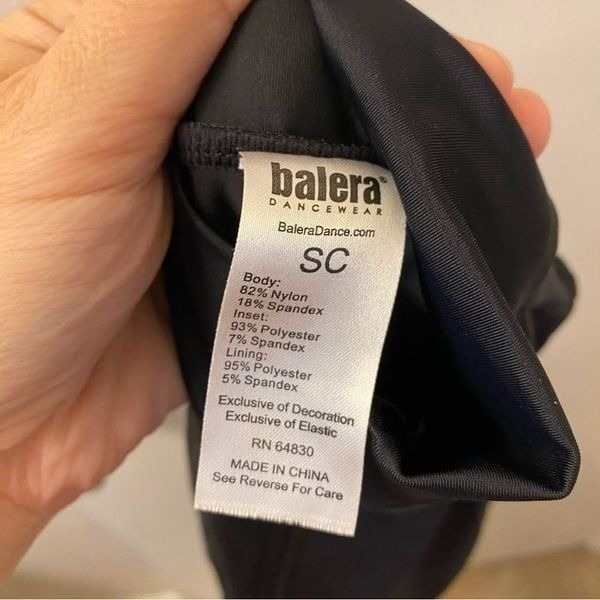 balera®
DANCEWEAR
BaleraDance.com
SC
Body:
82% Nylon
18% Spandex
Inset:
93% Polyester
7% Spandex
Lining:
95% Polyester
5% Spandex
Exclusive of Decoration
Exclusive of Elastic
RN 64830
MADE IN CHINA
See Reverse For Care